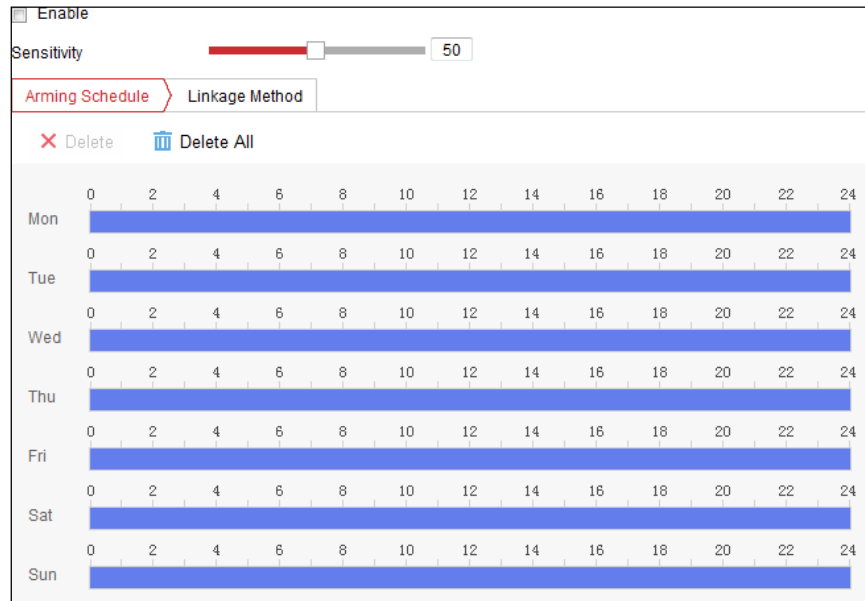 Enable
Sensitivity 50
Arming Schedule Linkage Method
Delete Delete All
0 2 4 6 8 10 12 14 16 18 20 22 24
Mon
0 2 4 6 8 10 12 14 16 18 20 22 24
Tue
0 2 4 6 8 10 12 14 16 18 20 22 24
Wed
0 2 4 6 8 10 12 14 16 18 20 22 24
Thu
0 2 4 6 8 10 12 14 16 18 20 22 24
Fri
0 2 4 6 8 10 12 14 16 18 20 22 24
Sat
0 2 4 6 8 10 12 14 16 18 20 22 24
Sun